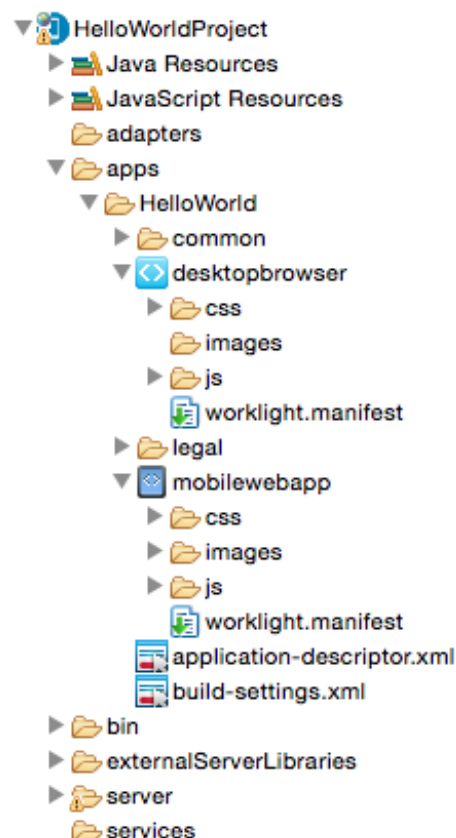 HelloWorldProject
Java Resources
JavaScript Resources
adapters
apps
HelloWorld
common
desktopbrowser
css
images
js
worklight.manifest
legal
mobilewebapp
css
images
js
worklight.manifest
application-descriptor.xml
build-settings.xml
bin
externalServerLibraries
server
services